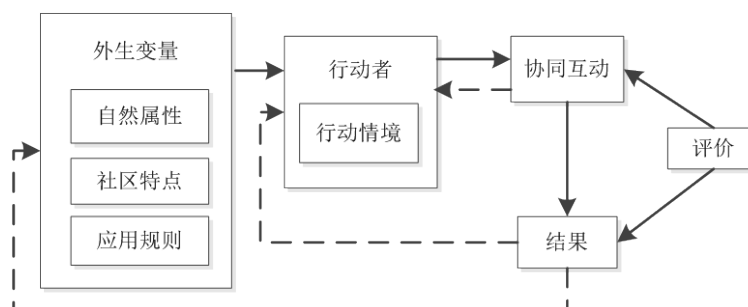 外生变量
自然属性
社区特点
应用规则
行动者
行动情境
协同互动
结果
评价